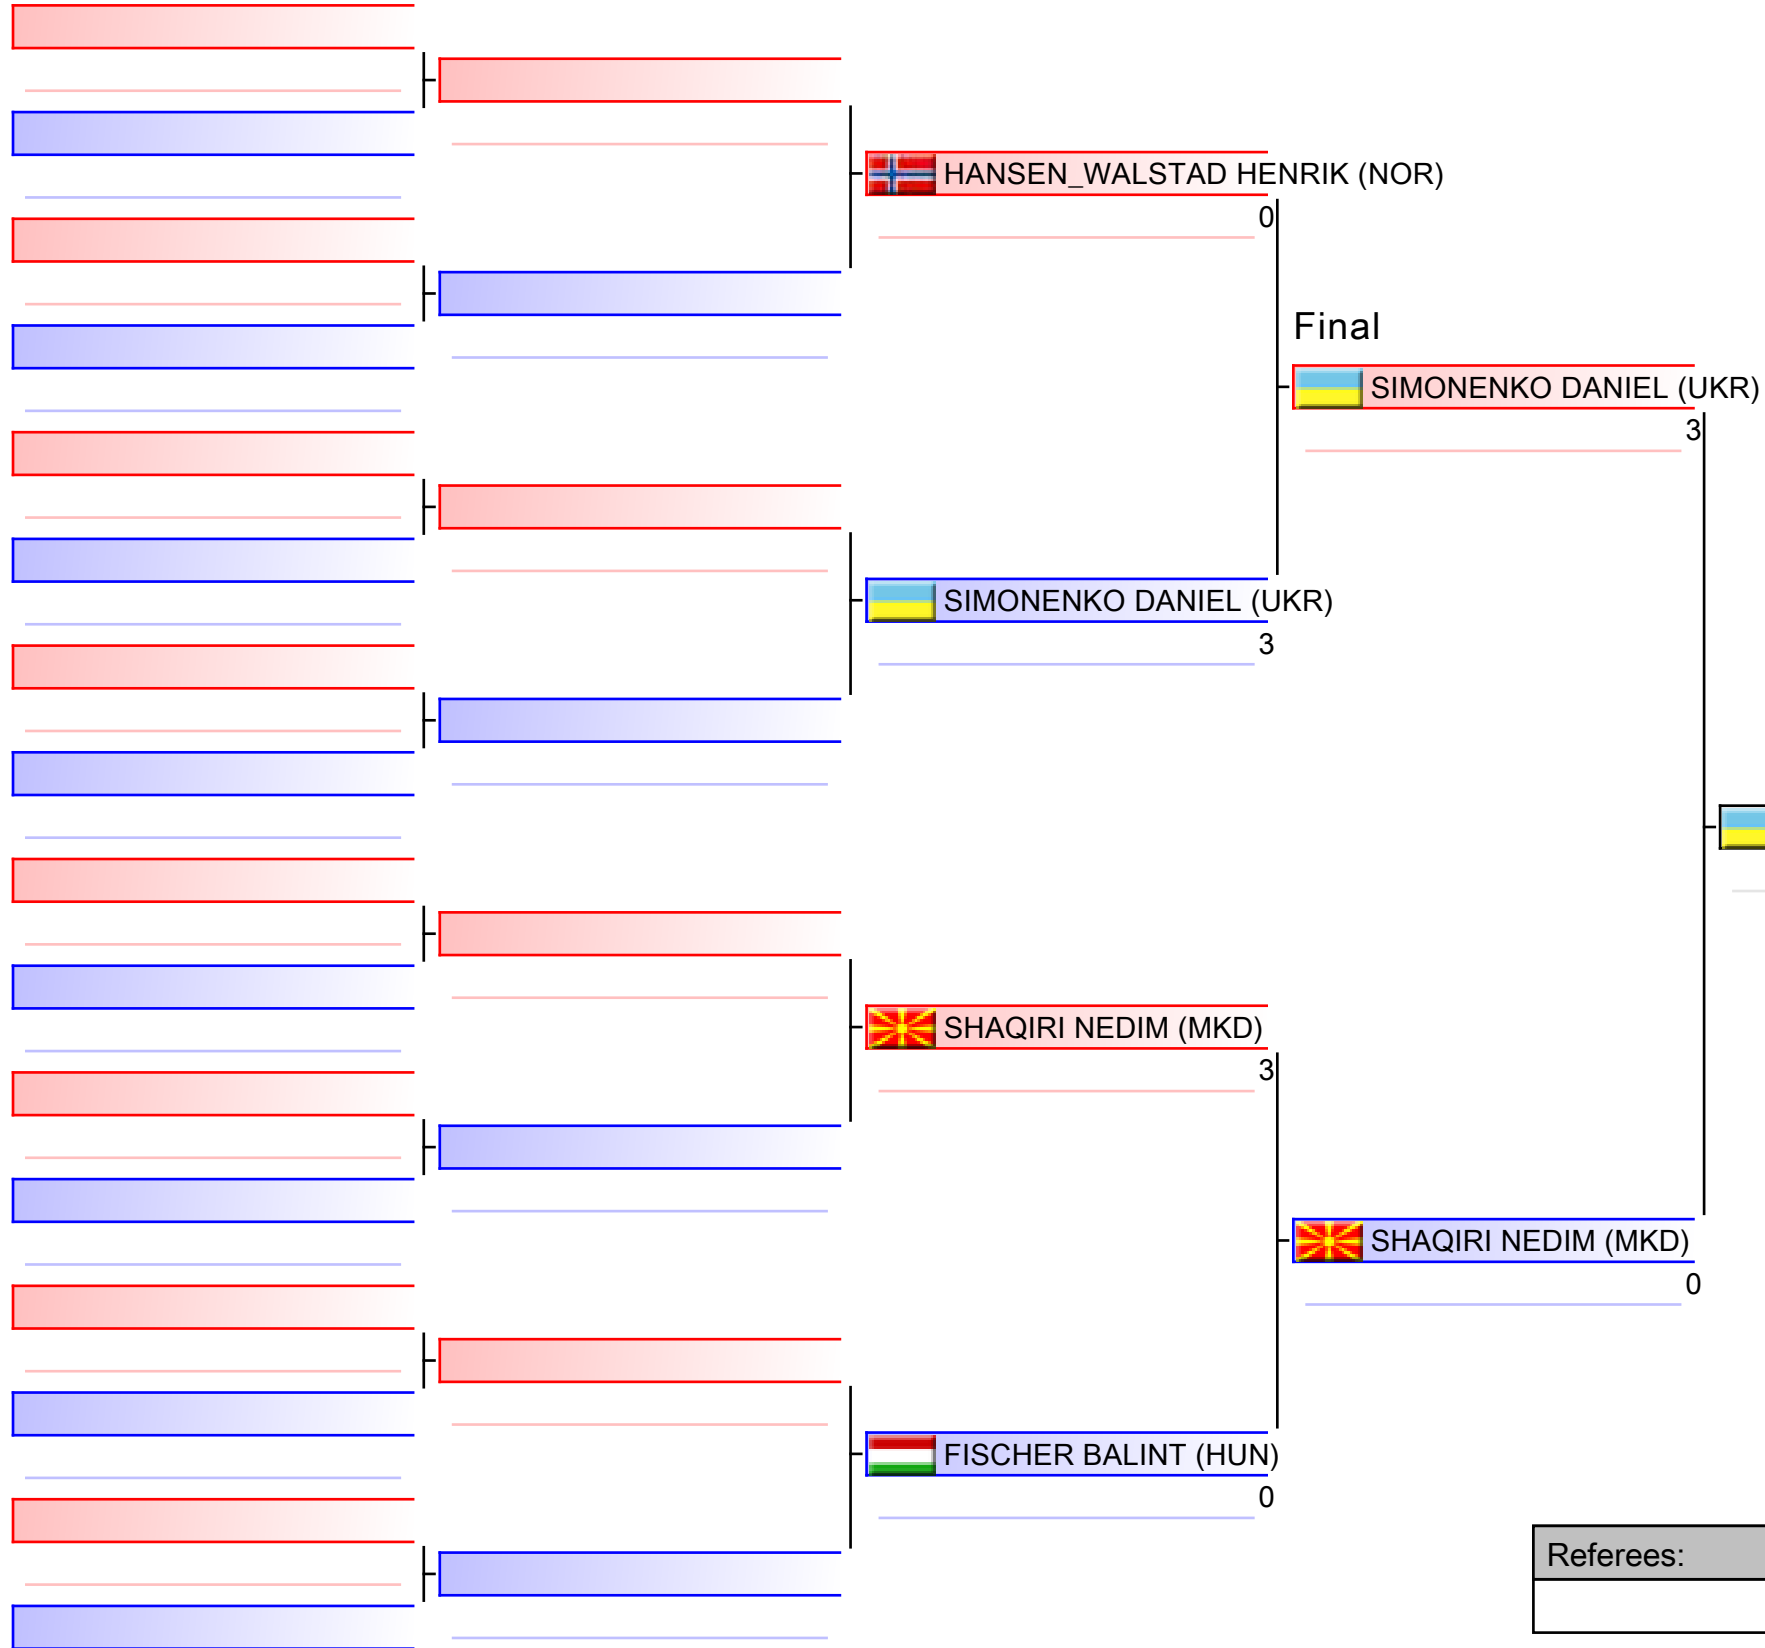 HANSEN_WALSTAD HENRIK (NOR)
0
Final
SIMONENKO DANIEL (UKR)
3
SIMONENKO DANIEL (UKR)
3
SHAQIRI NEDIM (MKD)
3
SHAQIRI NEDIM (MKD)
0
FISCHER BALINT (HUN)
0
Referees: